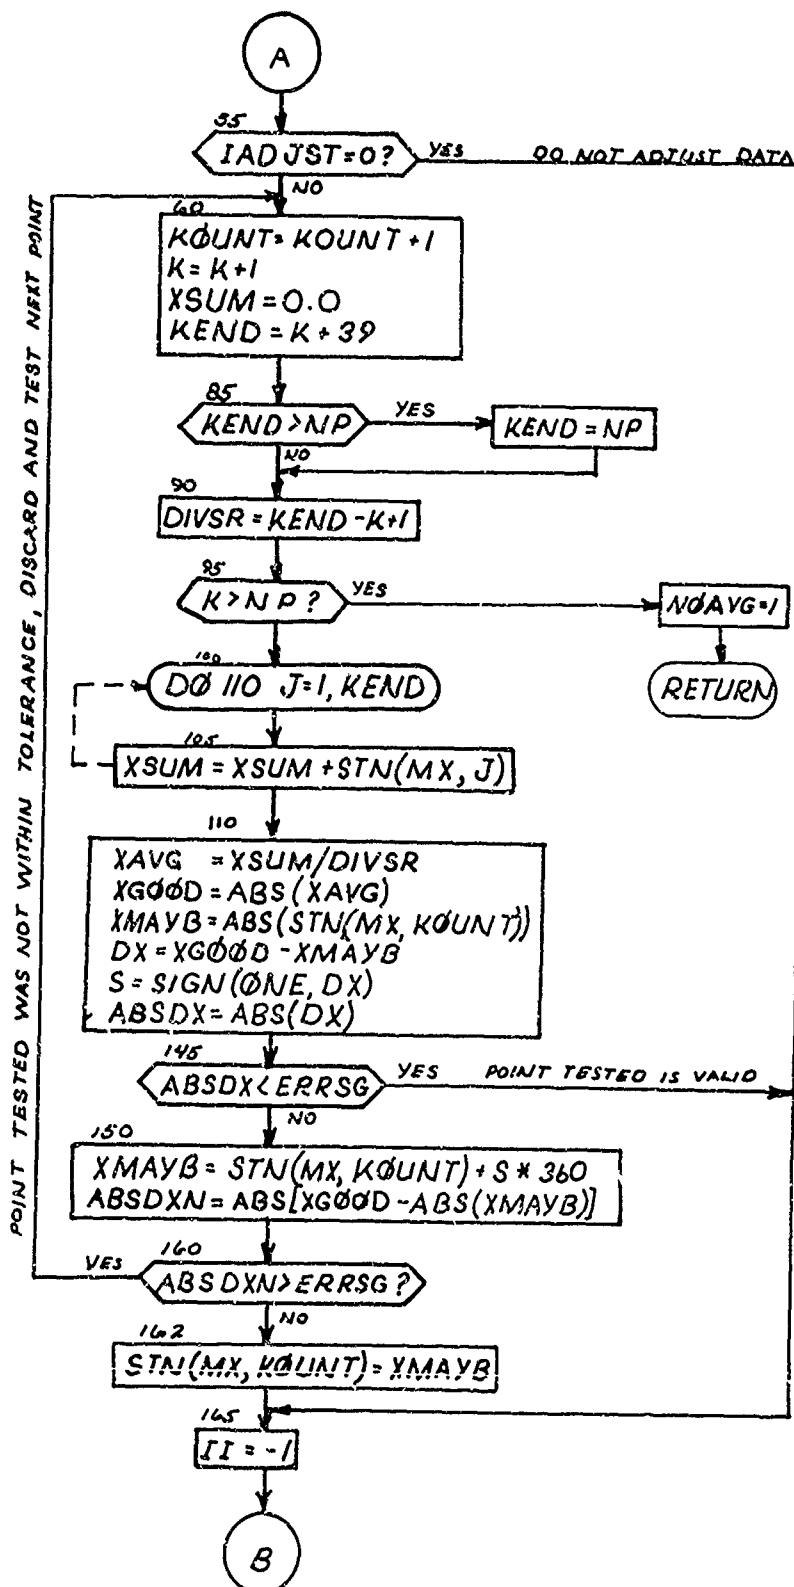 A
55
IADJST=0? YES DO NOT ADJUST DATA
NO
60
KØUNT=KOUNT+1
K=K+1
XSUM=0.0
KEND=K+39
85
KEND>NP YES KEND=NP
NO
90
DIVSR=KEND-K+1
95
K>NP? YES NØAVG=1
RETURN
100
DØ 110 J=1,KEND
105
XSUM=XSUM+STN(MX,J)
110
XAVG =XSUM/DIVSR
XGØØD=ABS(XAVG)
XMAYB=ABS(STN(MX,KØUNT))
DX=XGØØD-XMAYB
S=SIGN(ØNE,DX)
ABSDX=ABS(DX)
145
ABSDX<ERRSG YES POINT TESTED IS VALID
NO
150
XMAYB=STN(MX,KØUNT)+S*360
ABSDXN=ABS[XGØØD-ABS(XMAYB)]
160
YES ABSDXN>ERRSG?
NO
162
STN(MX,KØUNT)=XMAYB
165
II=-1
B
POINT TESTED WAS NOT WITHIN TOLERANCE, DISCARD AND TEST NEXT POINT